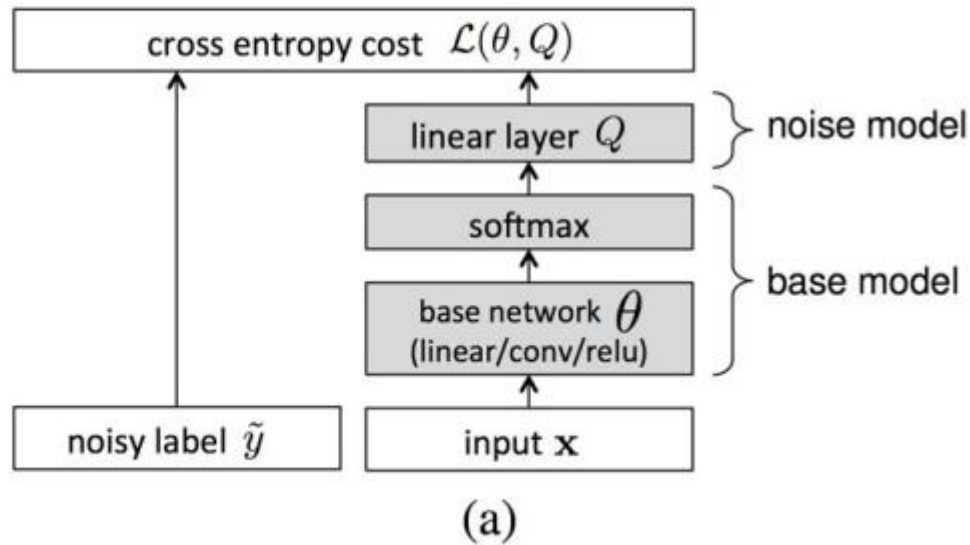 cross entropy cost ℒ(θ, Q)
linear layer Q
noise model
softmax
base network θ
(linear/conv/relu)
base model
noisy label ỹ
input x
(a)